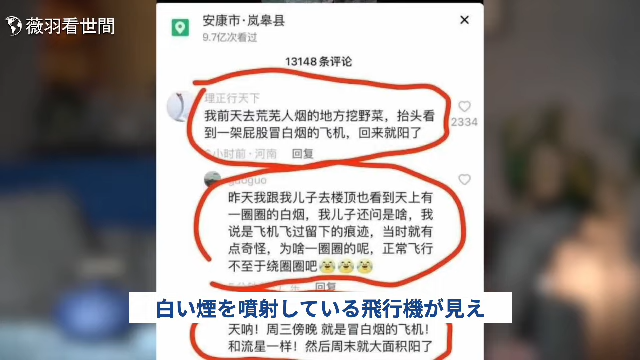 薇羽看世間
安康市·岚皋县
9.7亿次看过
13148 条评论
理正行天下
我前天去荒芜人烟的地方挖野菜，抬头看
到一架屁股冒白烟的飞机，回来就阳了
小时前·河南 回复
2334
昨天我跟我儿子去楼顶也看到天上有
一圈圈的白烟，我儿子还问是啥，我
说是飞机飞过留下的痕迹，当时就有
点奇怪，为啥一圈圈的呢，正常飞行
不至于绕圈圈吧😂😂😂
回复
白い煙を噴射している飛行機が見え
天呐！周三傍晚 就是冒白烟的飞机！
和流星一样！然后周末就大面积阳了